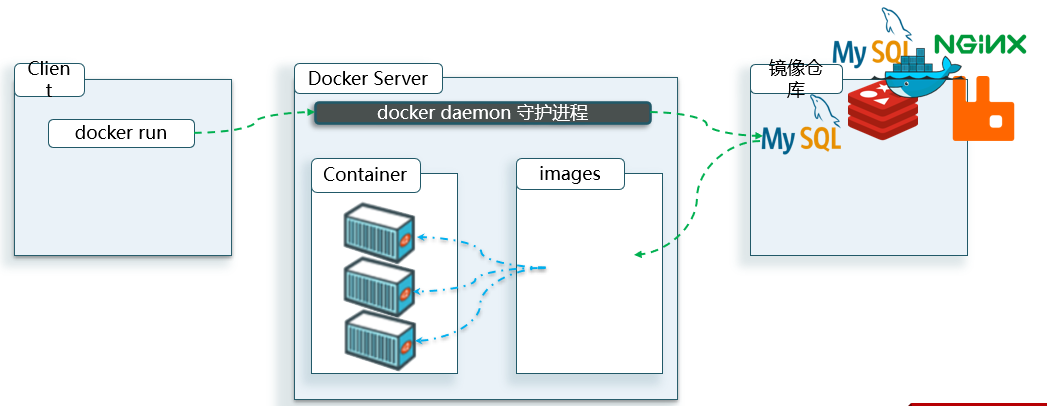 Clien
t
docker run
Docker Server
docker daemon 守护进程
Container
images
镜像仓
库
MySQL
NGINX
MySQL